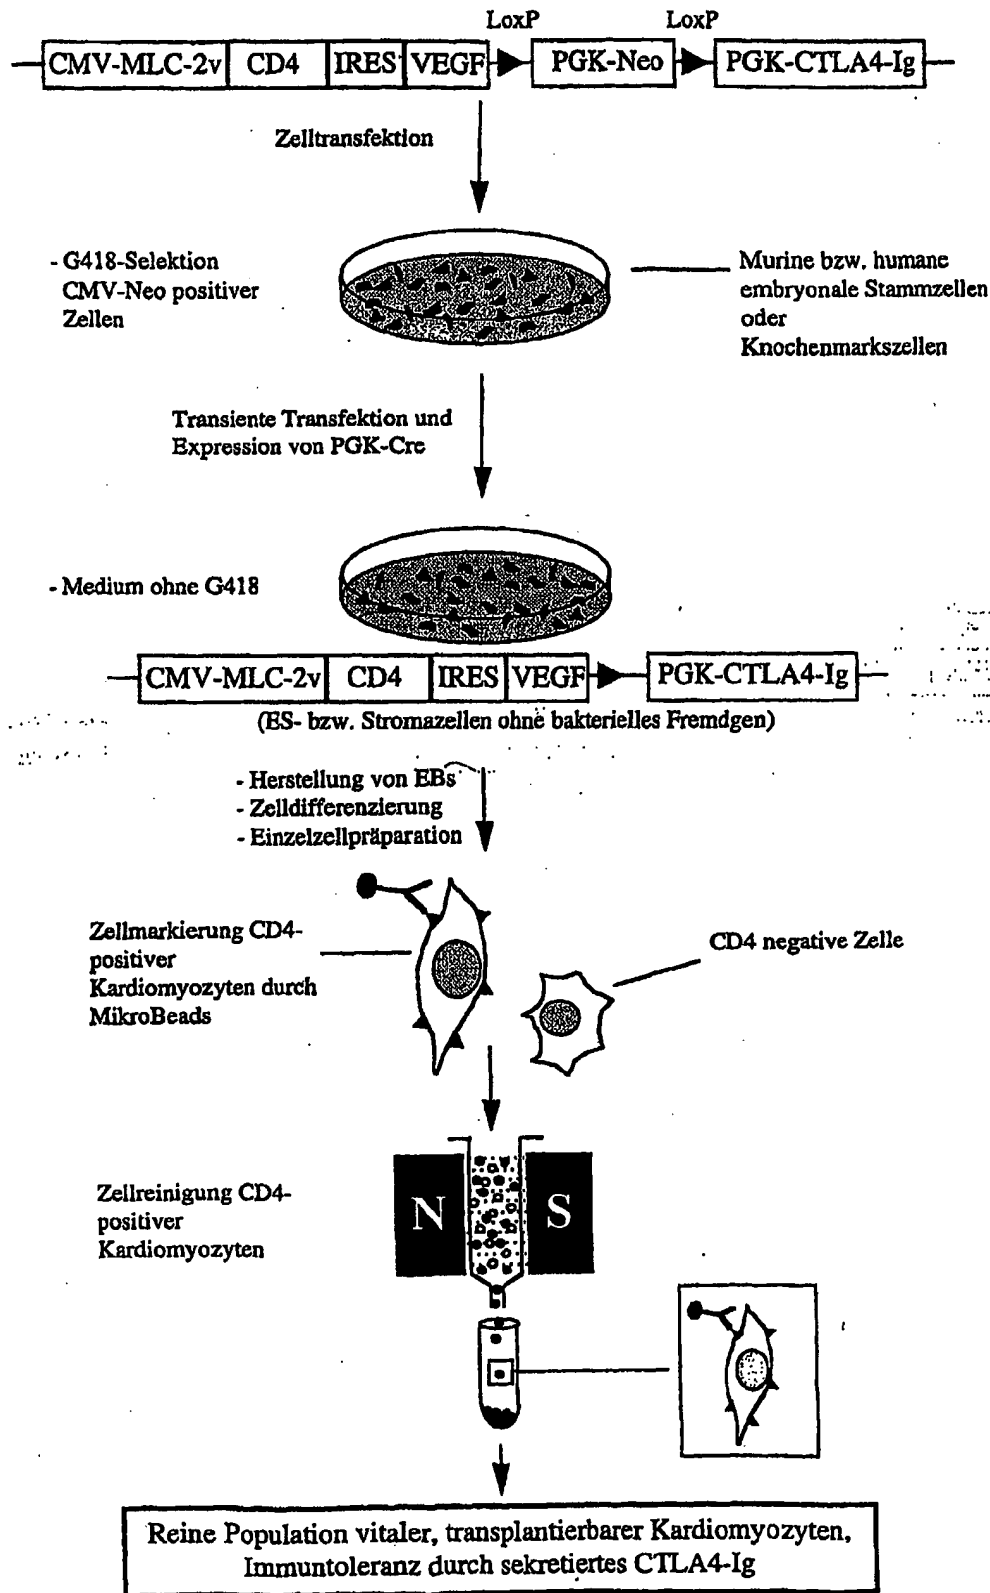 LoxP LoxP
CMV-MLC-2v CD4 IRES VEGF PGK-Neo PGK-CTLA4-Ig
Zelltransfektion
- G418-Selektion
CMV-Neo positiver
Zellen
Murine bzw. humane
embryonale Stammzellen
oder
Knochenmarkszellen
Transiente Transfektion und
Expression von PGK-Cre
- Medium ohne G418
CMV-MLC-2v CD4 IRES VEGF PGK-CTLA4-Ig
(ES- bzw. Stromazellen ohne bakterielles Fremdgen)
- Herstellung von EBs
- Zelldifferenzierung
- Einzelzellpräparation
Zellmarkierung CD4-
positiver
Kardiomyozyten durch
MikroBeads
CD4 negative Zelle
Zellreinigung CD4-
positiver
Kardiomyozyten
N S
Reine Population vitaler, transplantierbarer Kardiomyozyten,
Immuntoleranz durch sekretiertes CTLA4-Ig